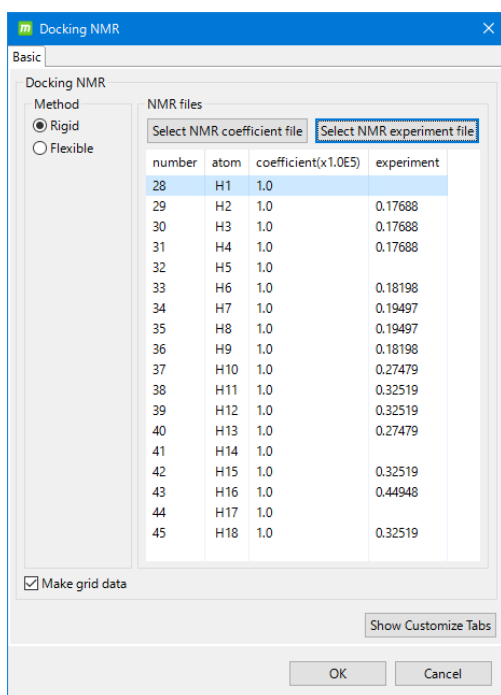 m Docking NMR
Basic
Docking NMR
Method
Rigid
Flexible
NMR files
Select NMR coefficient file Select NMR experiment file
number atom coefficient(x1.0E5) experiment
28 H1 1.0
29 H2 1.0 0.17688
30 H3 1.0 0.17688
31 H4 1.0 0.17688
32 H5 1.0
33 H6 1.0 0.18198
34 H7 1.0 0.19497
35 H8 1.0 0.19497
36 H9 1.0 0.18198
37 H10 1.0 0.27479
38 H11 1.0 0.32519
39 H12 1.0 0.32519
40 H13 1.0 0.27479
41 H14 1.0
42 H15 1.0 0.32519
43 H16 1.0 0.44948
44 H17 1.0
45 H18 1.0 0.32519
Make grid data
Show Customize Tabs
OK Cancel